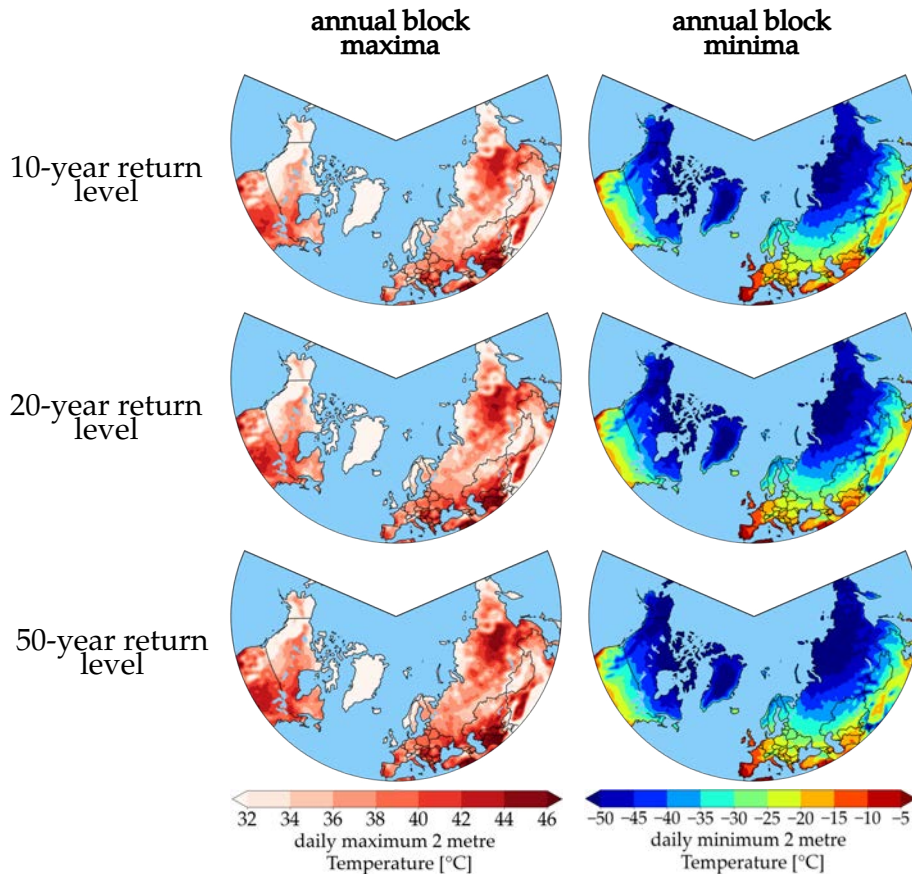 annual block
maxima
annual block
minima
10-year return
level
20-year return
level
50-year return
level
32 34 36 38 40 42 44 46
daily maximum 2 metre
Temperature [°C]
−50 −45 −40 −35 −30 −25 −20 −15 −10 −5
daily minimum 2 metre
Temperature [°C]